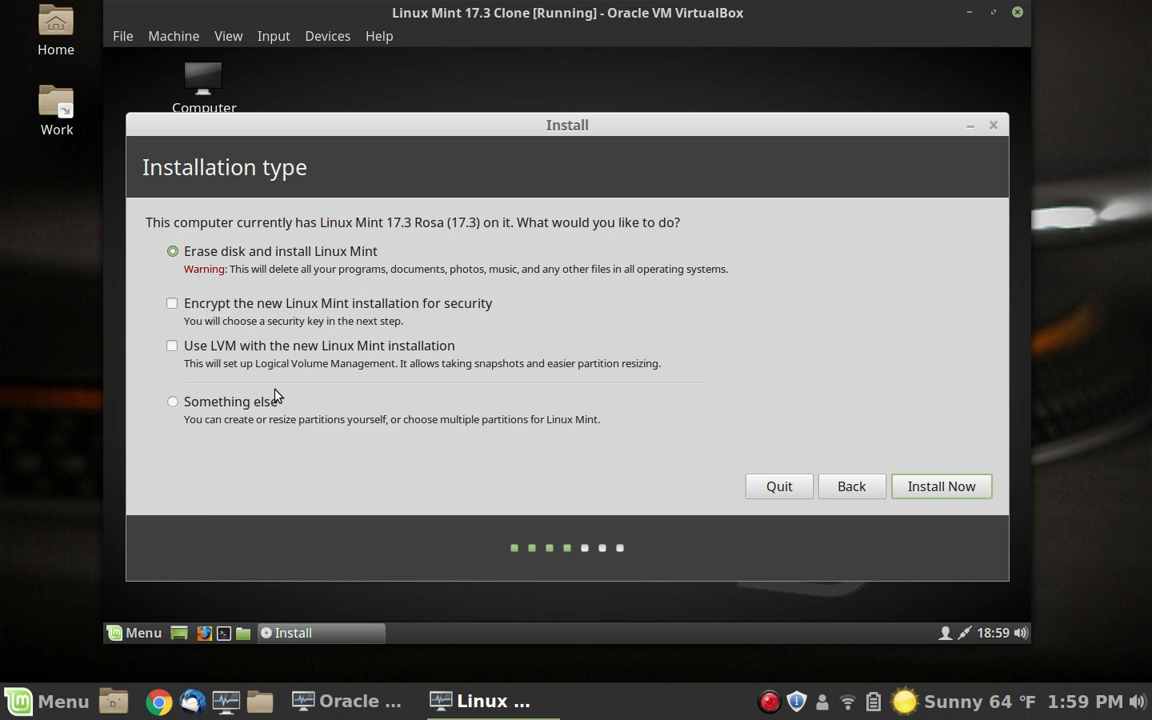 Linux Mint 17.3 Clone [Running] - Oracle VM VirtualBox
Home
File Machine View Input Devices Help
Computer
Work
Install
Installation type
This computer currently has Linux Mint 17.3 Rosa (17.3) on it. What would you like to do?
Erase disk and install Linux Mint
Warning: This will delete all your programs, documents, photos, music, and any other files in all operating systems.
Encrypt the new Linux Mint installation for security
You will choose a security key in the next step.
Use LVM with the new Linux Mint installation
This will set up Logical Volume Management. It allows taking snapshots and easier partition resizing.
Something else
You can create or resize partitions yourself, or choose multiple partitions for Linux Mint.
Quit Back Install Now
Menu Install 18:59
Menu Oracle ... Linux ... Sunny 64 °F 1:59 PM